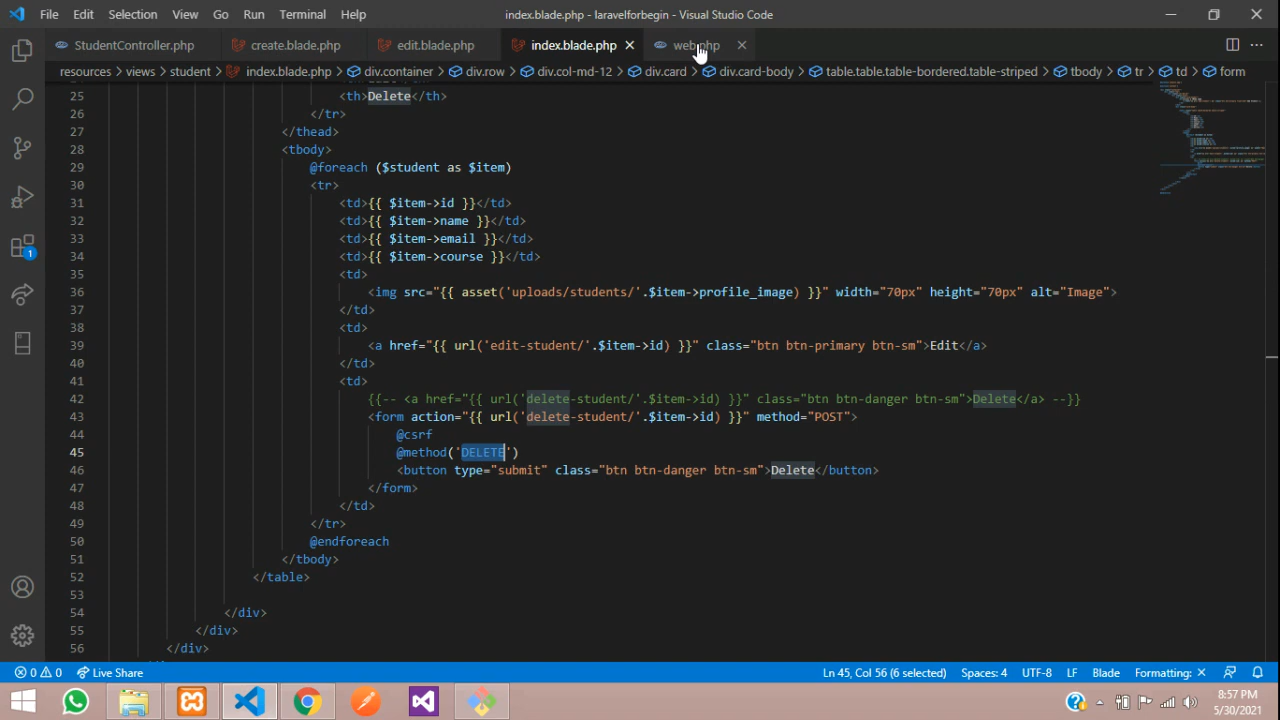 File Edit Selection View Go Run Terminal Help index.blade.php - laravelforbegin - Visual Studio Code
StudentController.php create.blade.php edit.blade.php index.blade.php web.php
resources > views > student > index.blade.php > div.container > div.row > div.col-md-12 > div.card > div.card-body > table.table.table-bordered.table-striped > tbody > tr > td > form
25 <th>Delete</th>
26 </tr>
27 </thead>
28 <tbody>
29 @foreach ($student as $item)
30 <tr>
31 <td>{{ $item->id }}</td>
32 <td>{{ $item->name }}</td>
33 <td>{{ $item->email }}</td>
34 <td>{{ $item->course }}</td>
35 <td>
36 <img src="{{ asset('uploads/students/'.$item->profile_image) }}" width="70px" height="70px" alt="Image">
37 </td>
38 <td>
39 <a href="{{ url('edit-student/'.$item->id) }}" class="btn btn-primary btn-sm">Edit</a>
40 </td>
41 <td>
42 {{-- <a href="{{ url('delete-student/'.$item->id) }}" class="btn btn-danger btn-sm">Delete</a> --}}
43 <form action="{{ url('delete-student/'.$item->id) }}" method="POST">
44 @csrf
45 @method('DELETE')
46 <button type="submit" class="btn btn-danger btn-sm">Delete</button>
47 </form>
48 </td>
49 </tr>
50 @endforeach
51 </tbody>
52 </table>
53
54 </div>
55 </div>
56 </div>
1
0 0 Live Share Ln 45, Col 56 (6 selected) Spaces: 4 UTF-8 LF Blade Formatting: ✕
8:57 PM
5/30/2021